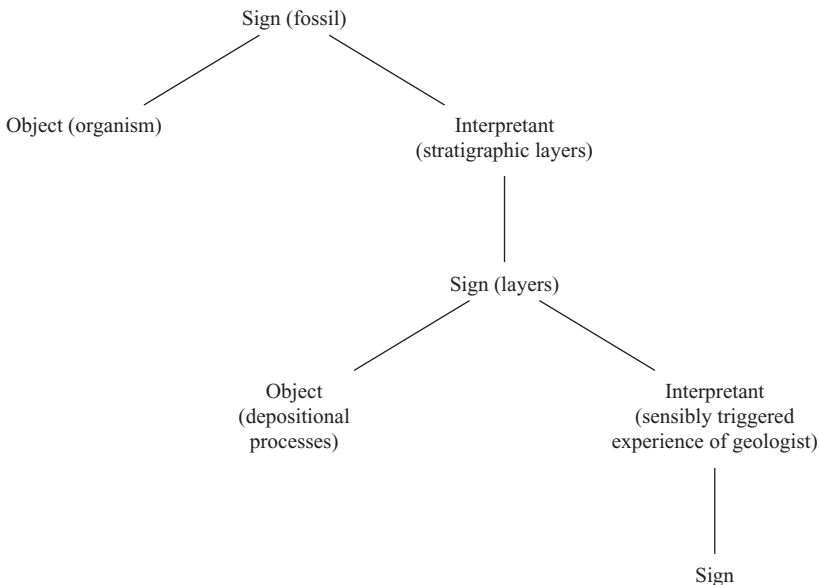 Sign (fossil)
Object (organism)
Interpretant
(stratigraphic layers)
Sign (layers)
Object
(depositional
processes)
Interpretant
(sensibly triggered
experience of geologist)
Sign